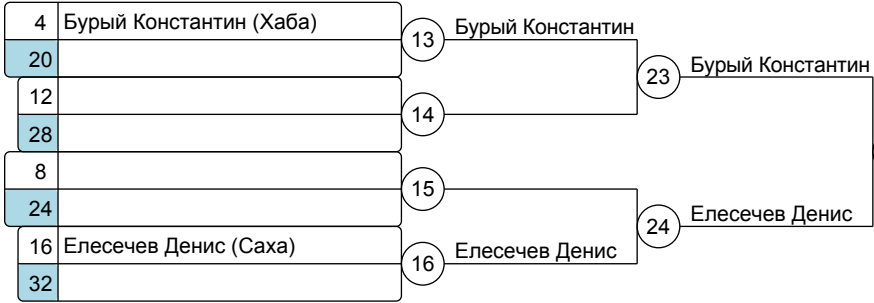 4 Бурый Константин (Хаба)
20
13 Бурый Константин
12
28
14
23 Бурый Константин
8
24
15
16 Елесечев Денис (Саха)
32
16 Елесечев Денис
24 Елесечев Денис